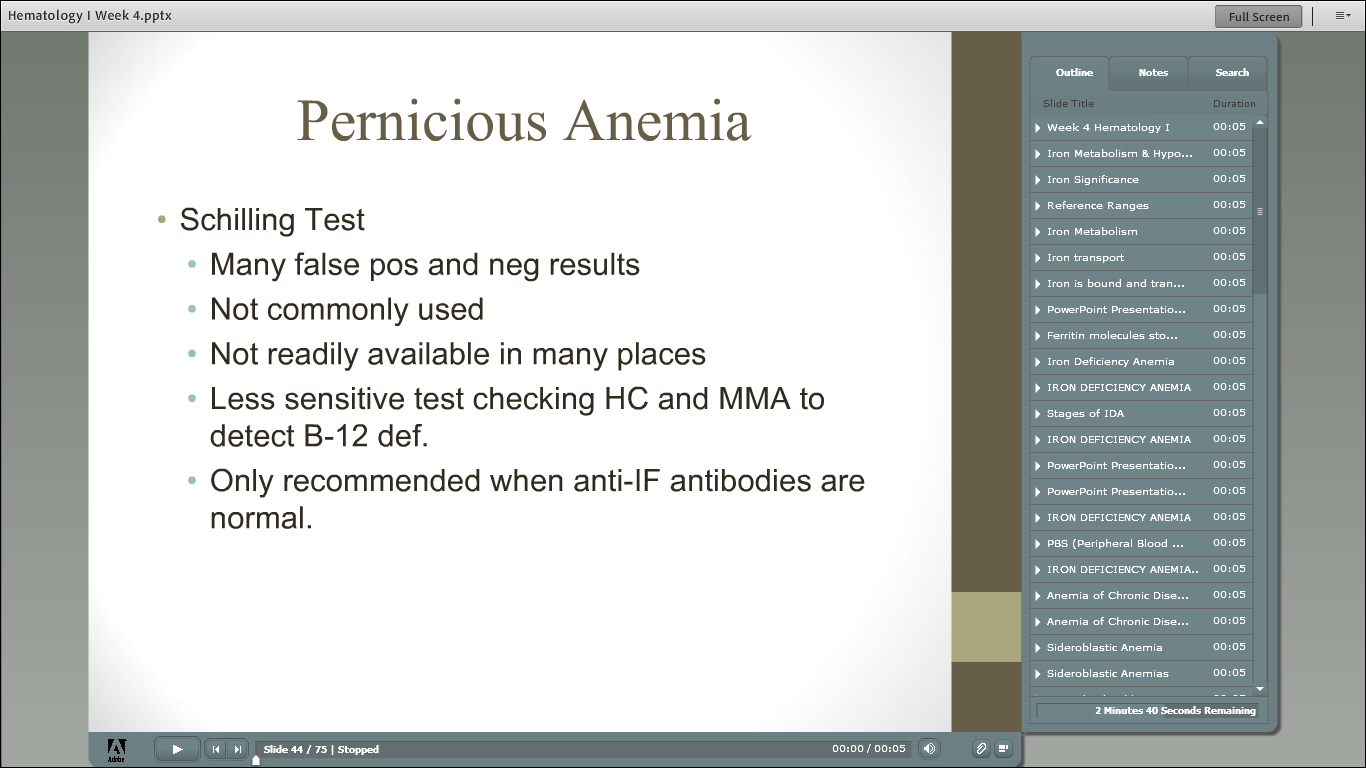 Hematology I Week 4.pptx
Full Screen
Pernicious Anemia
Schilling Test
Many false pos and neg results
Not commonly used
Not readily available in many places
Less sensitive test checking HC and MMA to
detect B-12 def.
Only recommended when anti-IF antibodies are
normal.
Outline Notes Search
Slide Title Duration
Week 4 Hematology I 00:05
Iron Metabolism & Hypo... 00:05
Iron Significance 00:05
Reference Ranges 00:05
Iron Metabolism 00:05
Iron transport 00:05
Iron is bound and tran... 00:05
PowerPoint Presentatio... 00:05
Ferritin molecules sto... 00:05
Iron Deficiency Anemia 00:05
IRON DEFICIENCY ANEMIA 00:05
Stages of IDA 00:05
IRON DEFICIENCY ANEMIA 00:05
PowerPoint Presentatio... 00:05
PowerPoint Presentatio... 00:05
IRON DEFICIENCY ANEMIA 00:05
PBS (Peripheral Blood ... 00:05
IRON DEFICIENCY ANEMIA.. 00:05
Anemia of Chronic Dise... 00:05
Anemia of Chronic Dise... 00:05
Sideroblastic Anemia 00:05
Sideroblastic Anemias 00:05
2 Minutes 40 Seconds Remaining
Adobe
Slide 44 / 75 | Stopped 00:00 / 00:05